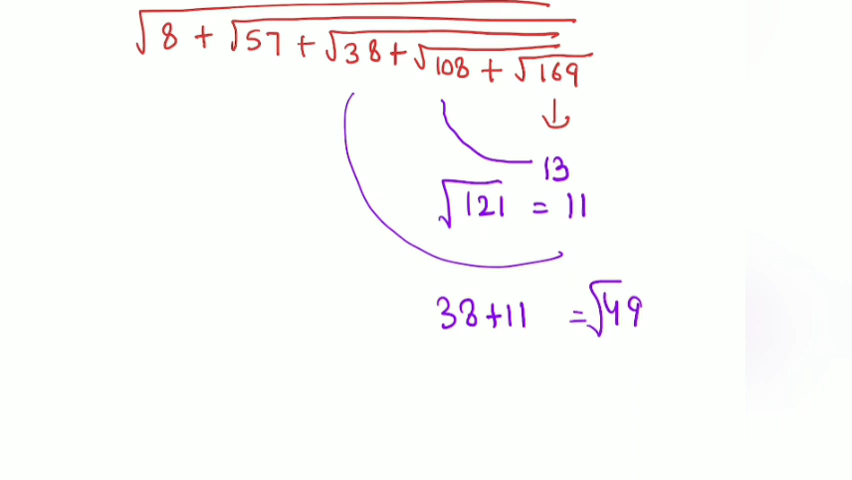 √8 + √57 + √38 + √108 + √169
↓
13
√121 = 11
38+11 = √49